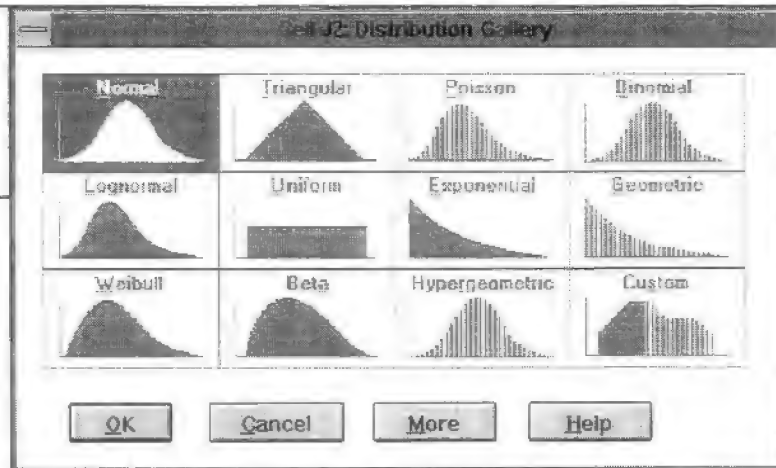 Cell J2: Distribution Gallery
Normal Triangular Poisson Binomial
Lognormal Uniform Exponential Geometric
Weibull Beta Hypergeometric Custom
OK Cancel More Help